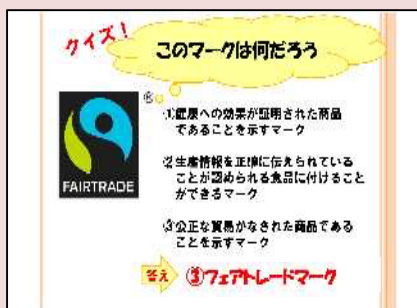 クイズ!
このマークは何だろう
®
FAIRTRADE
①健康への効果が証明された商品
であることを示すマーク
②生産情報を正確に伝えられている
ことが認められる食品に付けること
ができるマーク
③公正な貿易がなされた商品である
ことを示すマーク
答え ③フェアトレードマーク